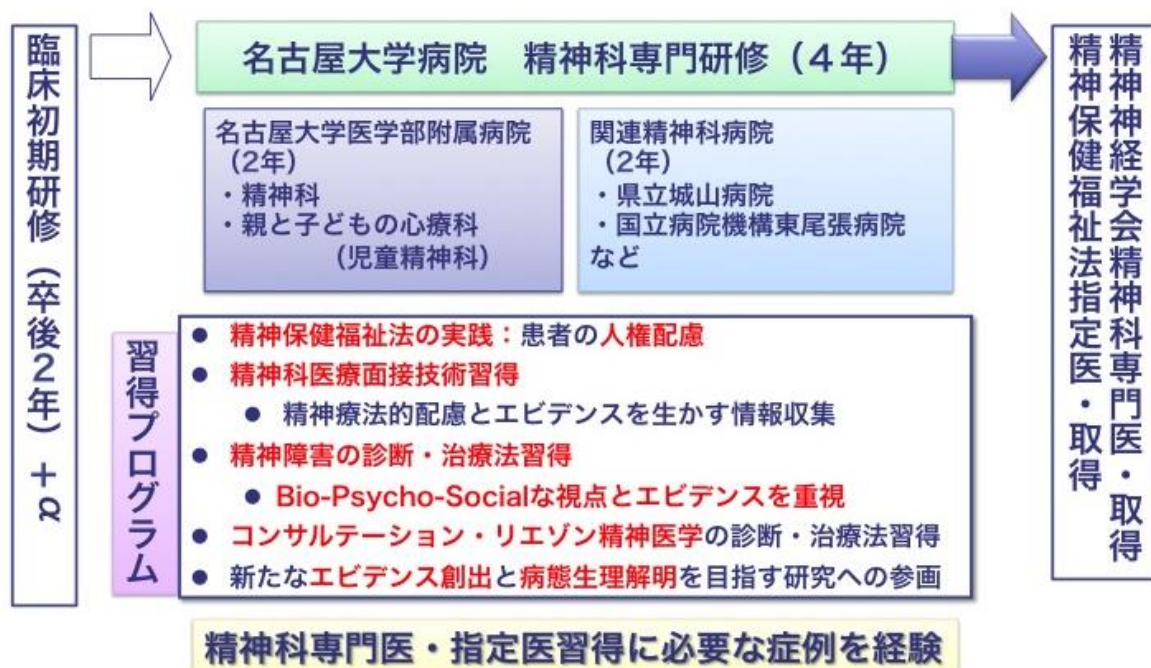 臨床初期研修(卒後2年)+α
名古屋大学病院　精神科専門研修(4年)
名古屋大学医学部附属病院
(2年)
・精神科
・親と子どもの心療科
(児童精神科)
関連精神科病院
(2年)
・県立城山病院
・国立病院機構東尾張病院
など
習得プログラム
● 精神保健福祉法の実践：患者の人権配慮
● 精神科医療面接技術習得
● 精神療法的配慮とエビデンスを生かす情報収集
● 精神障害の診断・治療法習得
● Bio-Psycho-Socialな視点とエビデンスを重視
● コンサルテーション・リエゾン精神医学の診断・治療法習得
● 新たなエビデンス創出と病態生理解明を目指す研究への参画
精神科専門医・指定医習得に必要な症例を経験
精神神経学会精神科専門医・取得
精神保健福祉法指定医・取得